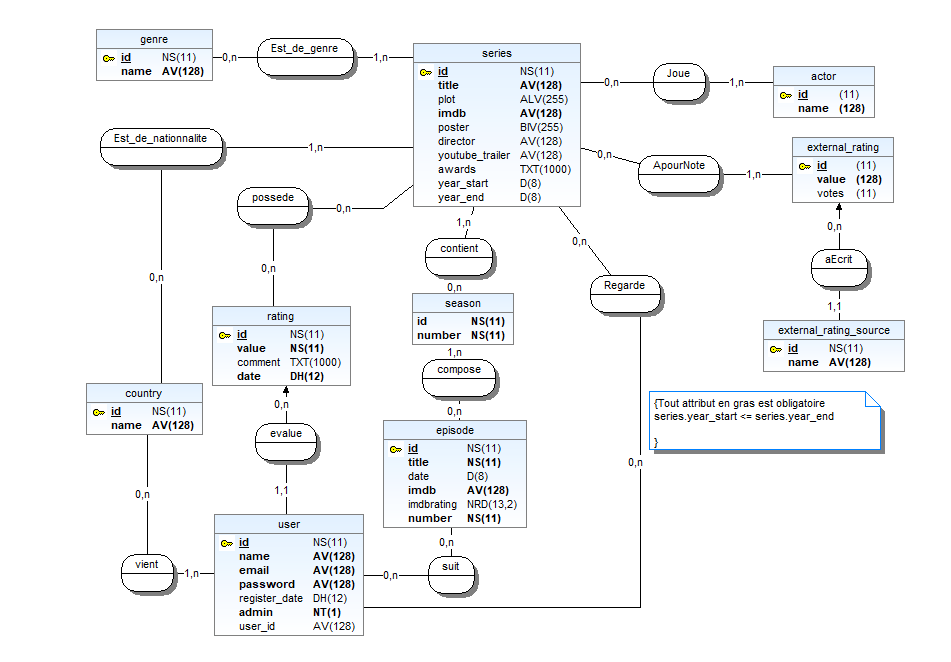 genre
id NS(11)
name AV(128)
0,n
Est_de_genre
1,n
series
id NS(11)
title AV(128)
plot ALV(255)
imdb AV(128)
poster BIV(255)
director AV(128)
youtube_trailer AV(128)
awards TXT(1000)
year_start D(8)
year_end D(8)
0,n
Joue
1,n
actor
id (11)
name (128)
Est_de_nationnalite
1,n
0,n
0,n
ApourNote
1,n
external_rating
id (11)
value (128)
votes (11)
possede
0,n
0,n
1,n
contient
0,n
0,n
Regarde
0,n
0,n
aEcrit
1,1
season
id NS(11)
number NS(11)
1,n
compose
0,n
external_rating_source
id NS(11)
name AV(128)
rating
id NS(11)
value NS(11)
comment TXT(1000)
date DH(12)
0,n
evalue
1,1
country
id NS(11)
name AV(128)
0,n
vient
1,n
episode
id NS(11)
title NS(11)
date D(8)
imdb AV(128)
imdbrating NRD(13,2)
number NS(11)
0,n
suit
0,n
{Tout attribut en gras est obligatoire
series.year_start <= series.year_end
}
user
id NS(11)
name AV(128)
email AV(128)
password AV(128)
register_date DH(12)
admin NT(1)
user_id AV(128)